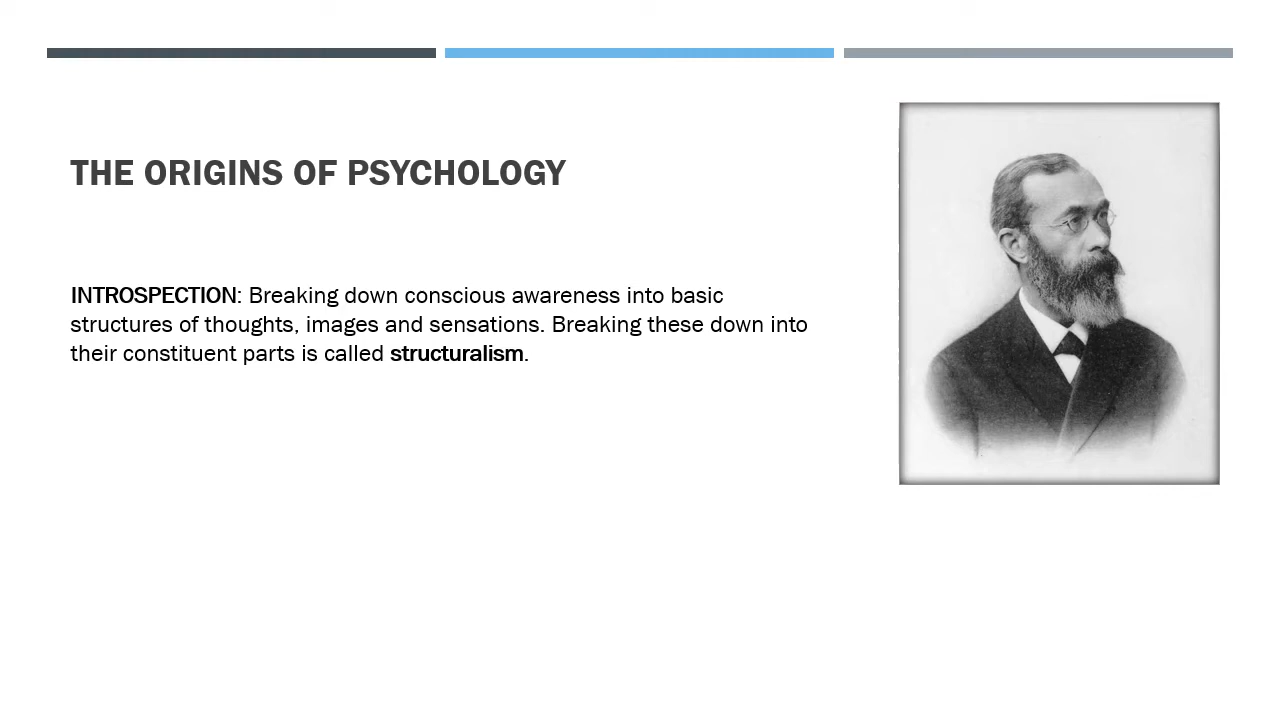 THE ORIGINS OF PSYCHOLOGY
INTROSPECTION: Breaking down conscious awareness into basic
structures of thoughts, images and sensations. Breaking these down into
their constituent parts is called structuralism.